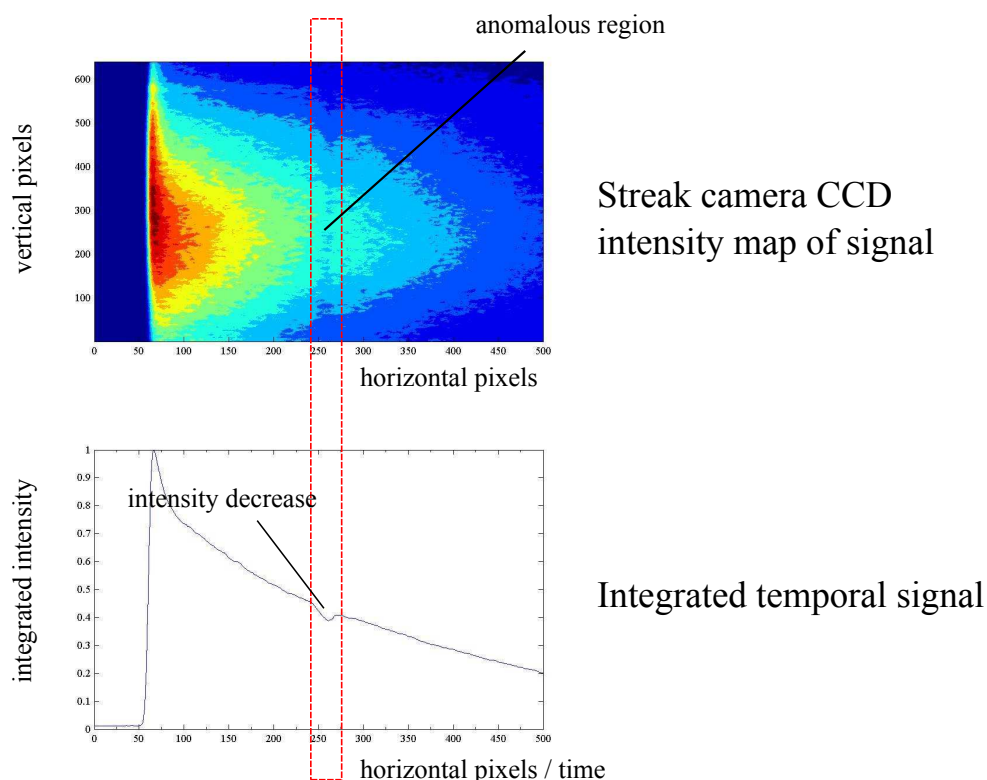 anomalous region
600
500
400
300
200
100
vertical pixels
0 50 100 150 200 250 300 350 400 450 500
horizontal pixels
Streak camera CCD
intensity map of signal
1
0.9
0.8
0.7
0.6
0.5
0.4
0.3
0.2
0.1
0
integrated intensity
intensity decrease
0 50 100 150 200 250 300 350 400 450 500
horizontal pixels / time
Integrated temporal signal